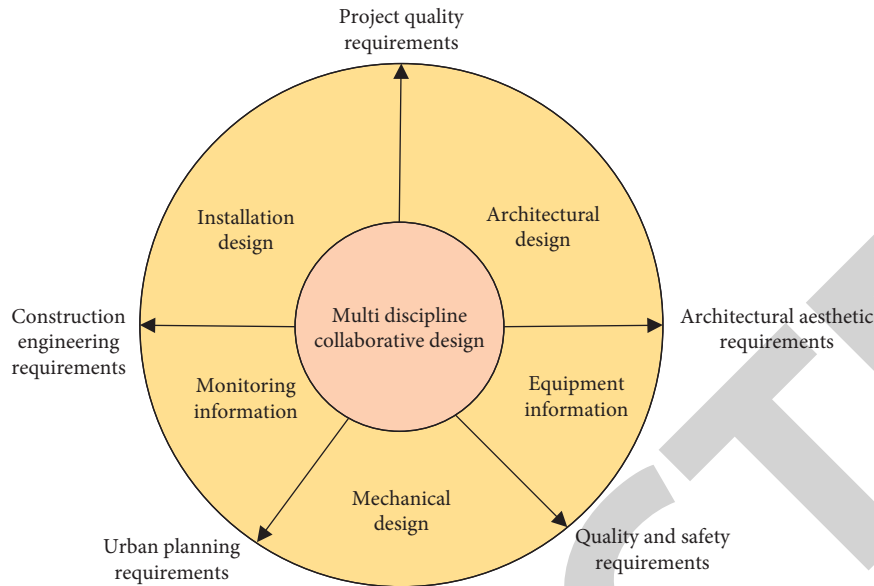 Project quality
requirements
Installation
design
Architectural
design
Construction
engineering
requirements
Multi discipline
collaborative design
Architectural aesthetic
requirements
Monitoring
information
Equipment
information
Mechanical
design
Urban planning
requirements
Quality and safety
requirements